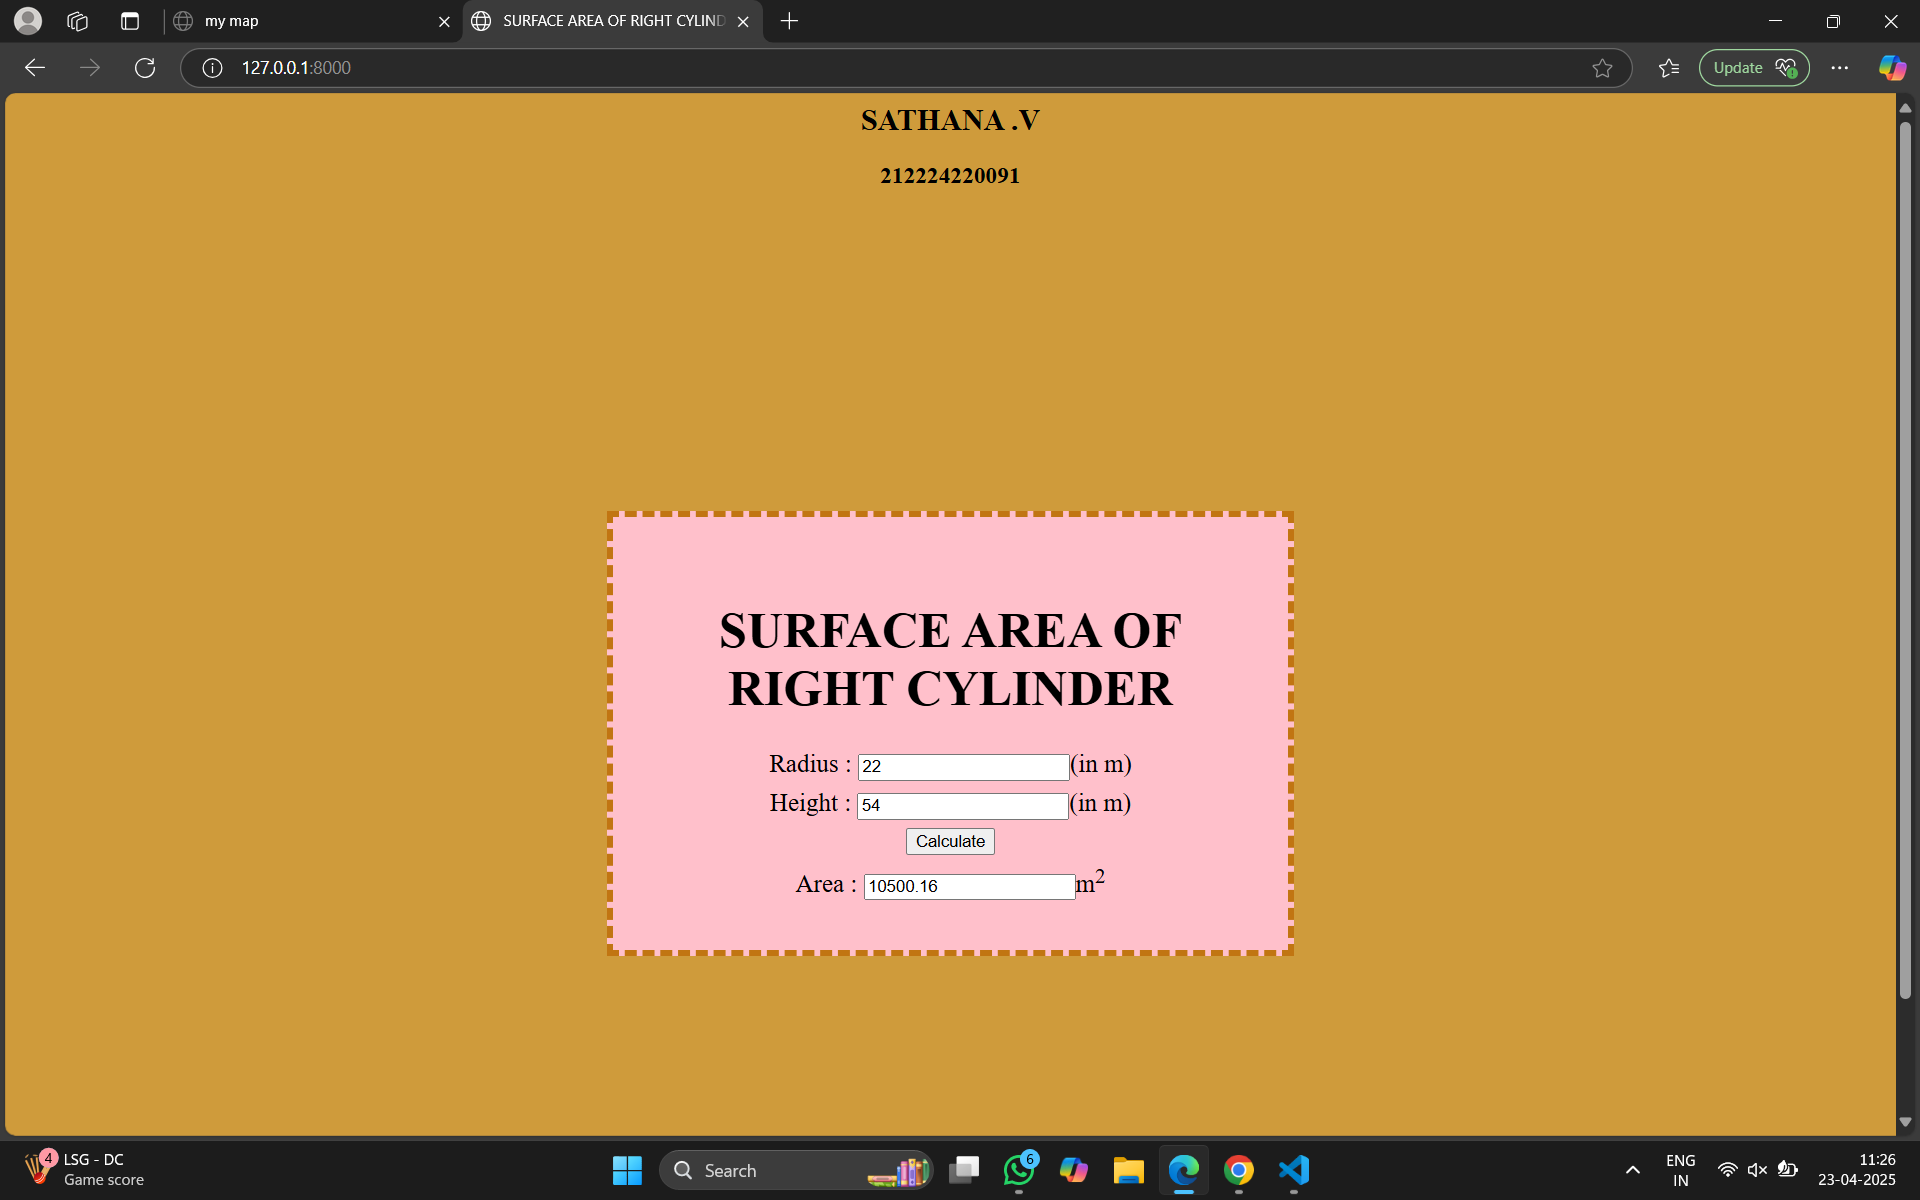 my map
SURFACE AREA OF RIGHT CYLIND
127.0.0.1:8000
Update
SATHANA .V
212224220091
SURFACE AREA OF
RIGHT CYLINDER
Radius : 22(in m)
Height : 54(in m)
Calculate
Area : 10500.16m²
4
LSG - DC
Game score
Search
6
ENG
IN
11:26
23-04-2025